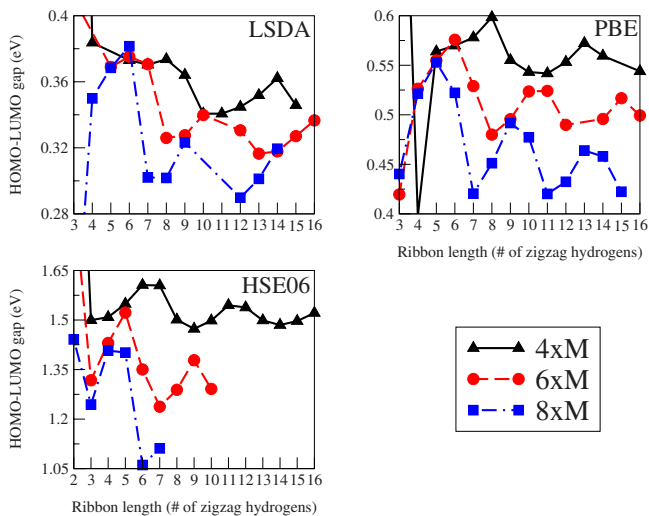 LSDA
HOMO-LUMO gap (eV)
0.4
0.36
0.32
0.28
3 4 5 6 7 8 9 10 11 12 13 14 15 16
Ribbon length (# of zigzag hydrogens)
PBE
0.6
0.55
0.5
0.45
0.4
3 4 5 6 7 8 9 10 11 12 13 14 15 16
Ribbon length (# of zigzag hydrogens)
HSE06
HOMO-LUMO gap (eV)
1.65
1.5
1.35
1.2
1.05
2 3 4 5 6 7 8 9 10 11 12 13 14 15 16
Ribbon length (# of zigzag hydrogens)
4xM
6xM
8xM